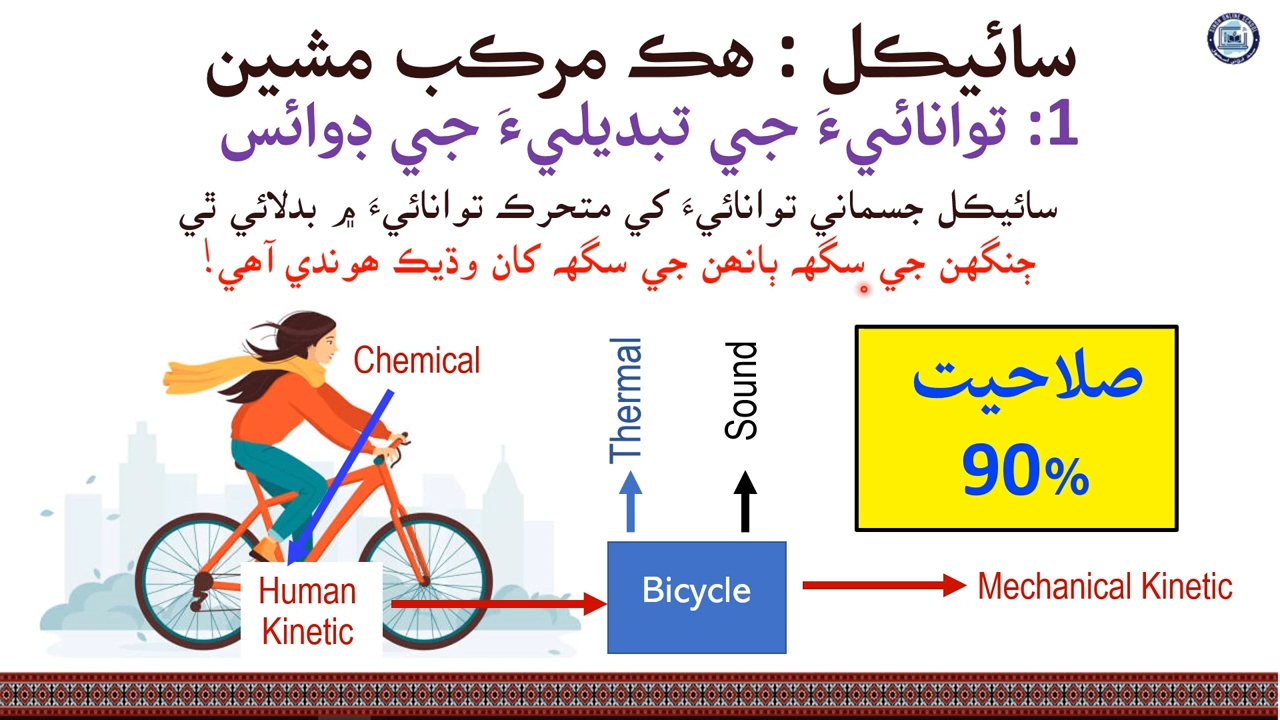 سائيڪل : هڪ مرڪب مشين
1: توانائيءَ جي تبديليءَ جي ڊوائس
سائيڪل جسماني توانائيءَ کي متحرڪ توانائيءَ ۾ بدلائي ٿي
ڄنگهن جي سگهه ٻانهن جي سگهه کان وڌيڪ هوندي آهي!
Chemical
Thermal
Sound
صلاحيت
90%
Human
Kinetic
Bicycle
Mechanical Kinetic